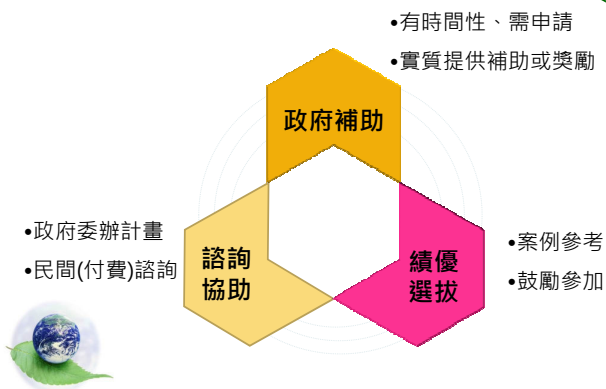 •有時間性、需申請
•實質提供補助或獎勵
政府補助
•政府委辦計畫
•民間(付費)諮詢
諮詢
協助
績優
選拔
•案例參考
•鼓勵參加